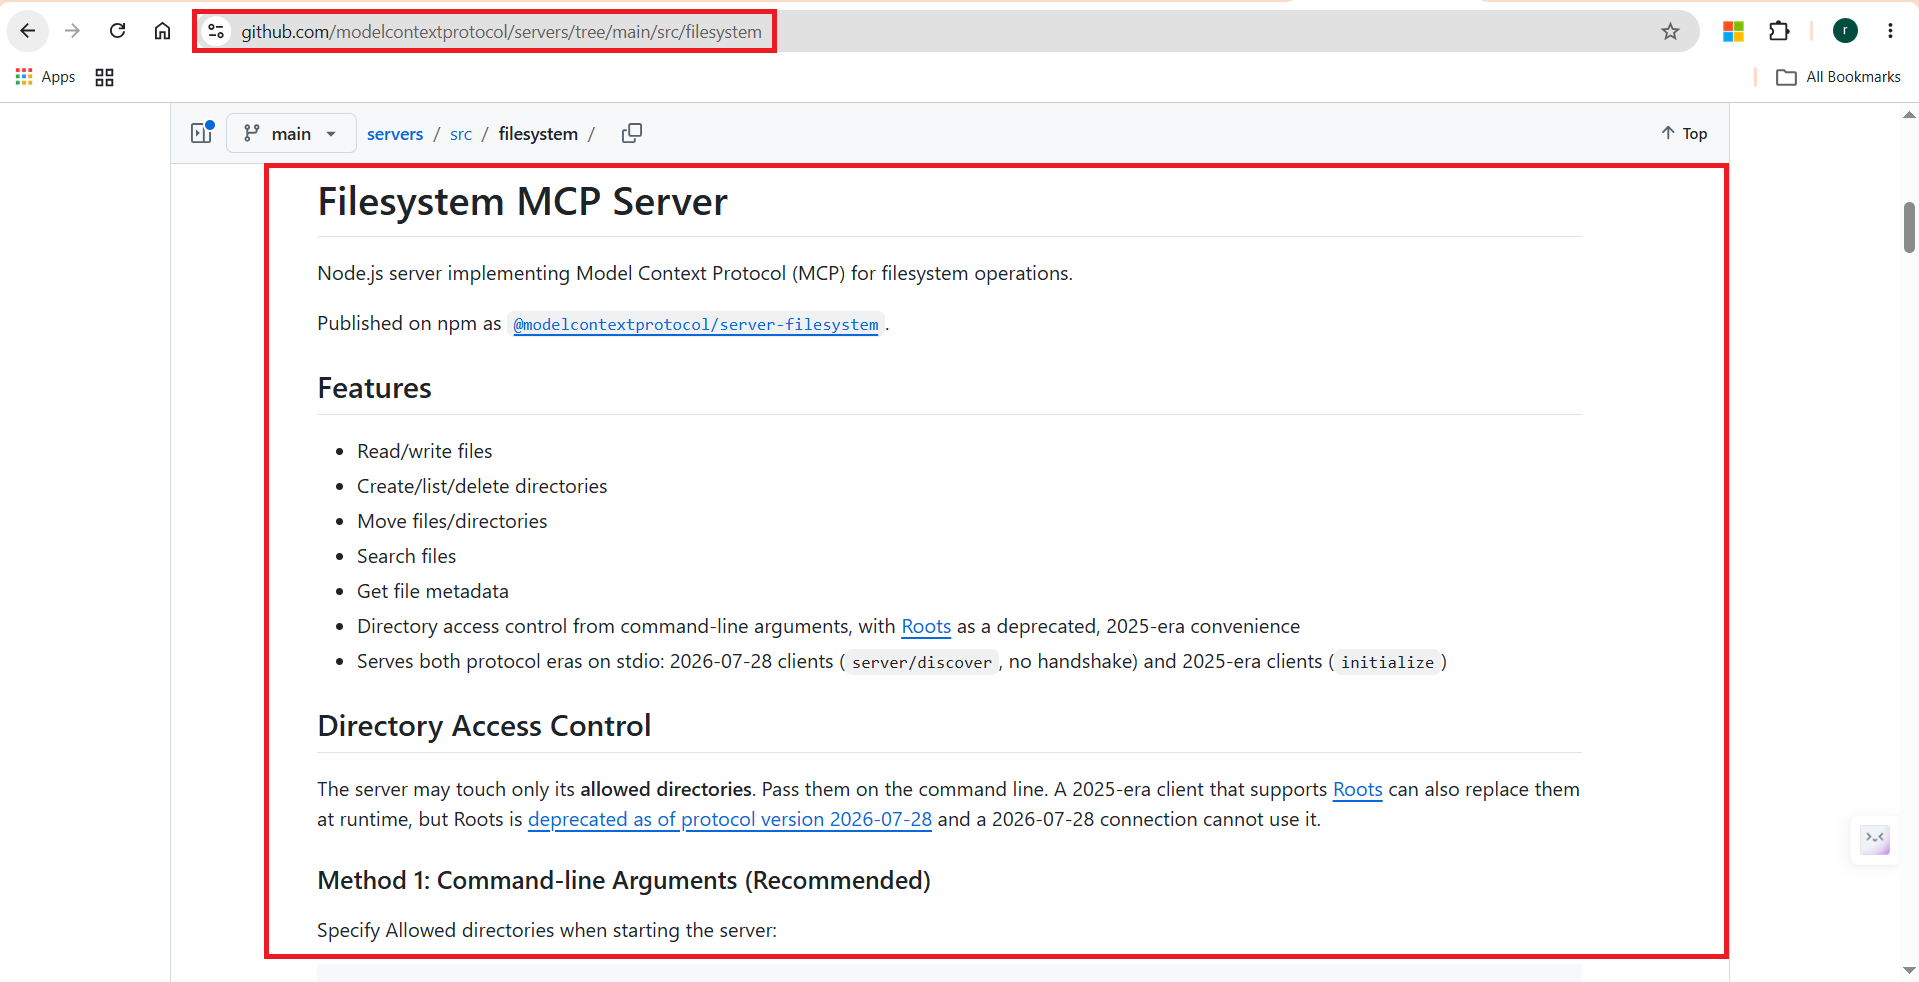 github.com/modelcontextprotocol/servers/tree/main/src/filesystem
r
Apps
All Bookmarks
main
servers / src / filesystem /
Top
Filesystem MCP Server
Node.js server implementing Model Context Protocol (MCP) for filesystem operations.
Published on npm as @modelcontextprotocol/server-filesystem.
Features
• Read/write files
• Create/list/delete directories
• Move files/directories
• Search files
• Get file metadata
• Directory access control from command-line arguments, with Roots as a deprecated, 2025-era convenience
• Serves both protocol eras on stdio: 2026-07-28 clients (server/discover, no handshake) and 2025-era clients (initialize)
Directory Access Control
The server may touch only its allowed directories. Pass them on the command line. A 2025-era client that supports Roots can also replace them
at runtime, but Roots is deprecated as of protocol version 2026-07-28 and a 2026-07-28 connection cannot use it.
Method 1: Command-line Arguments (Recommended)
Specify Allowed directories when starting the server: